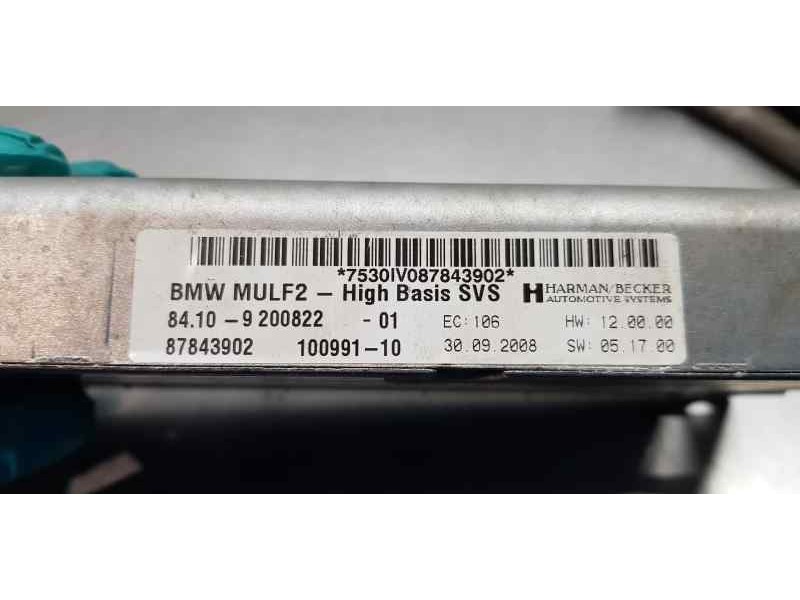 *7530IV087843902*
BMW MULF2 – High Basis SVS
HARMAN/BECKER
AUTOMOTIVE SYSTEMS
84.10 – 9 200822 - 01 EC: 106 HW: 12.00.00
87843902 100991–10 30.09.2008 SW: 05.17.00